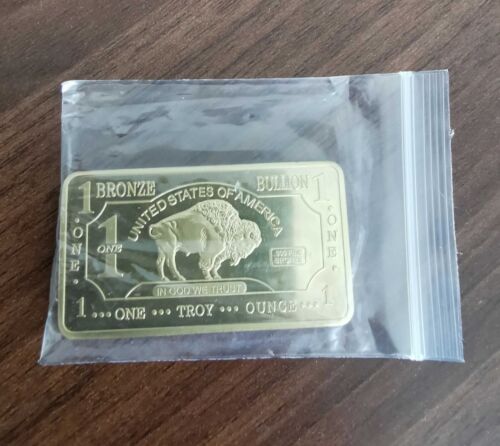 1 BRONZE BULLION 1
UNITED STATES OF AMERICA
ONE
1
ONE
ONE
IN GOD WE TRUST
1 ••• ONE ••• TROY ••• OUNCE ••• 1